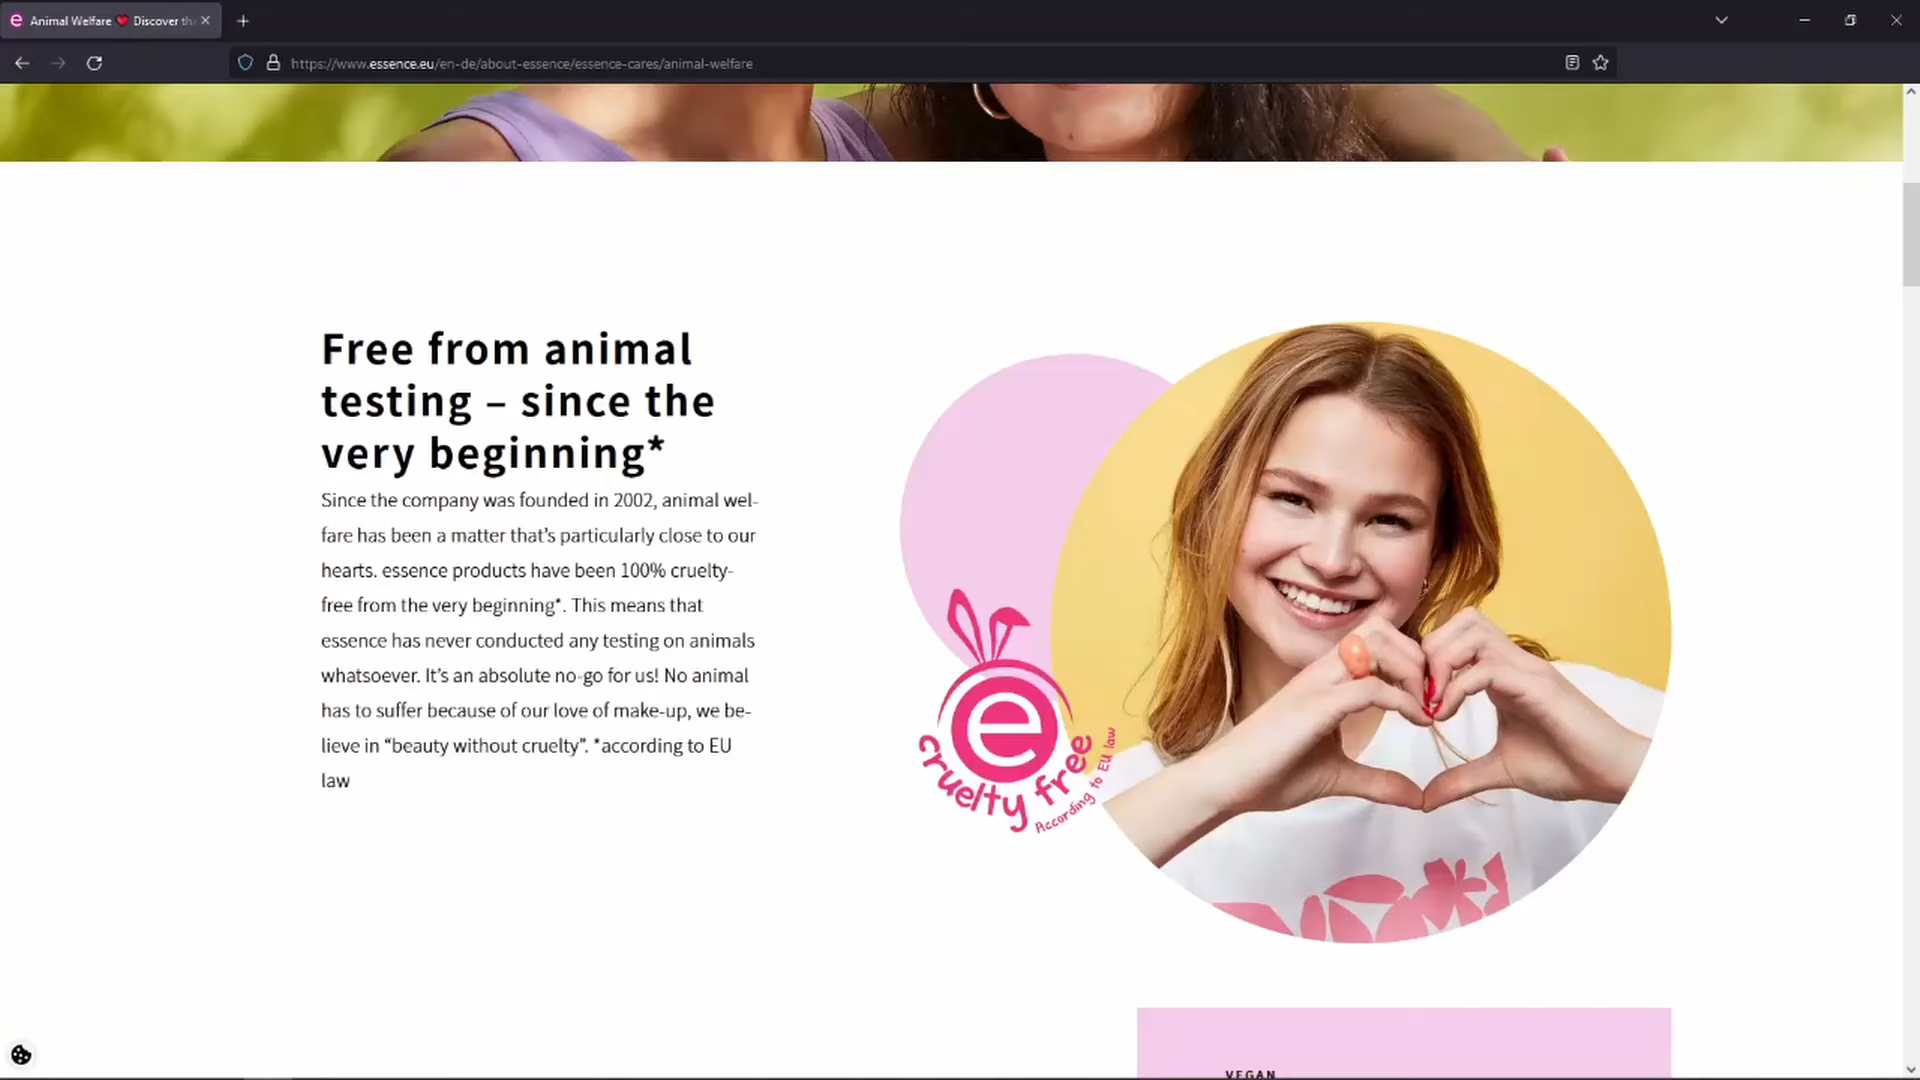 Animal Welfare ❤️ Discover the
https://www.essence.eu/en-de/about-essence/essence-cares/animal-welfare
Free from animal
testing – since the
very beginning*
Since the company was founded in 2002, animal wel-
fare has been a matter that’s particularly close to our
hearts. essence products have been 100% cruelty-
free from the very beginning*. This means that
essence has never conducted any testing on animals
whatsoever. It’s an absolute no-go for us! No animal
has to suffer because of our love of make-up, we be-
lieve in “beauty without cruelty”. *according to EU
law
e
cruelty free
According to EU law
VEGAN